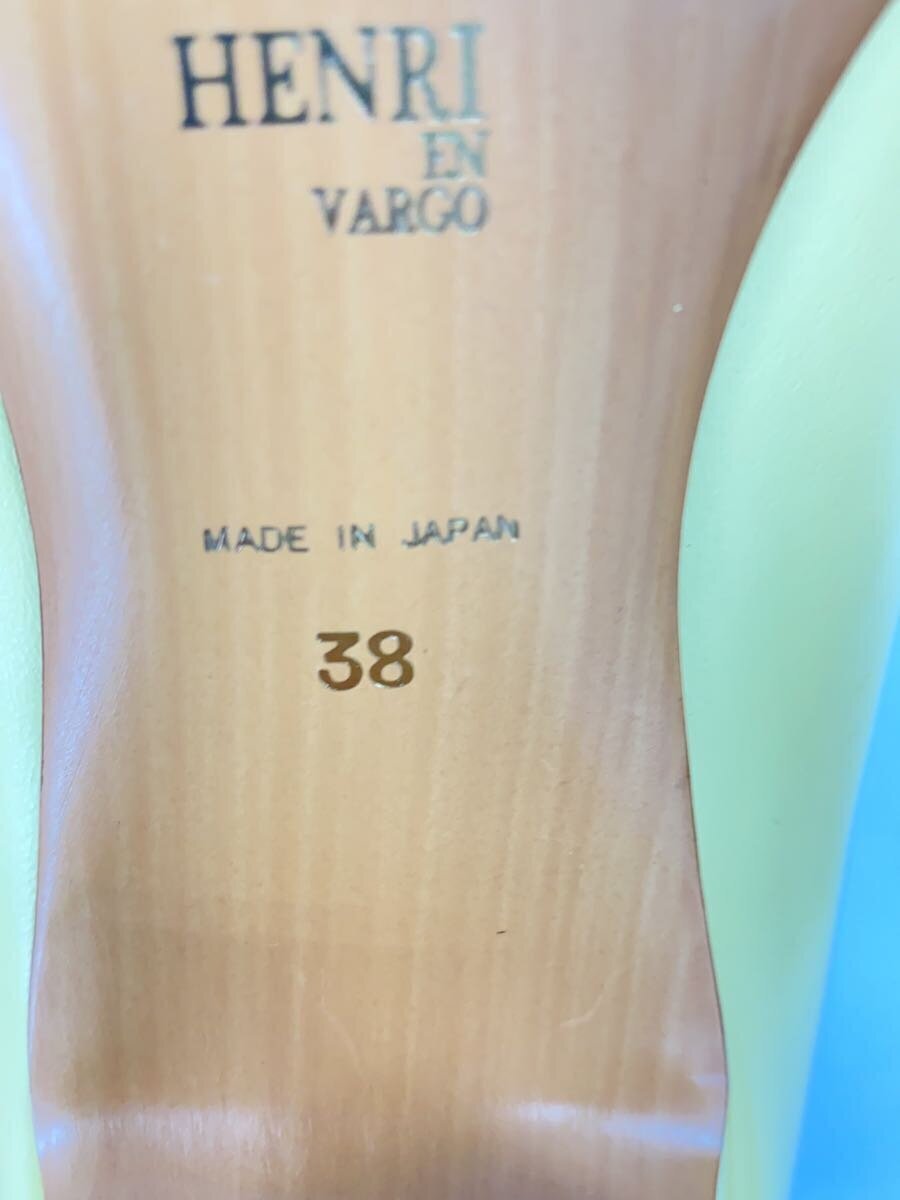 HENRI
EN
VARGO
MADE IN JAPAN
38